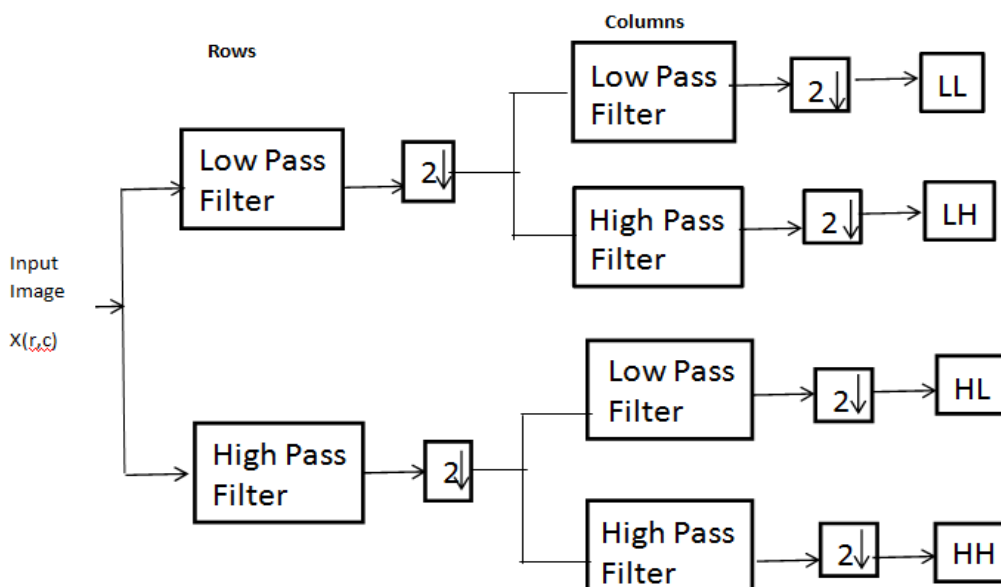 Columns
Rows
Low Pass
Filter
2↓
LL
Low Pass
Filter
2↓
High Pass
Filter
2↓
LH
Input
Image
X(r,c)
Low Pass
Filter
2↓
HL
High Pass
Filter
2↓
High Pass
Filter
2↓
HH